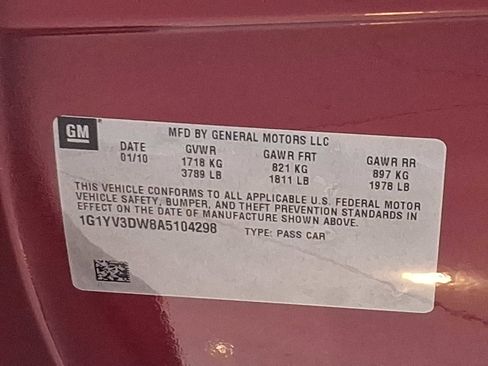 GM
MFD BY GENERAL MOTORS LLC
DATE GVWR GAWR FRT GAWR RR
01/10 1718 KG 821 KG 897 KG
3789 LB 1811 LB 1978 LB
THIS VEHICLE CONFORMS TO ALL APPLICABLE U.S. FEDERAL MOTOR
VEHICLE SAFETY, BUMPER, AND THEFT PREVENTION STANDARDS IN
EFFECT ON THE DATE OF MANUFACTURE SHOWN ABOVE.
1G1YV3DW8A5104298 TYPE: PASS CAR